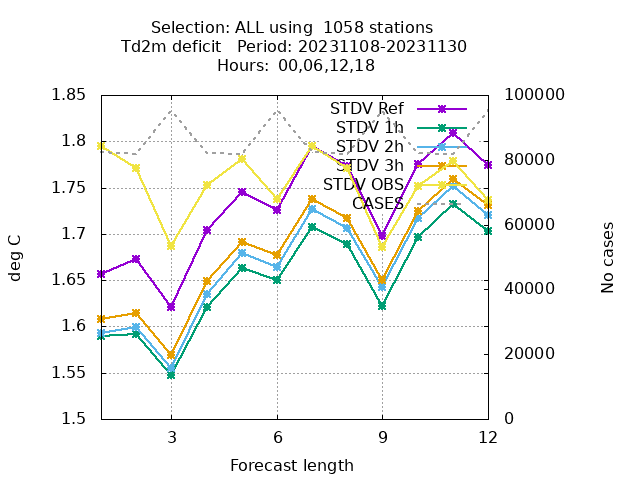 Selection: ALL using  1058 stations
Td2m deficit   Period: 20231108-20231130
Hours:  00,06,12,18
1.85
1.8
1.75
1.7
1.65
1.6
1.55
1.5
deg C
STDV Ref
STDV 1h
STDV 2h
STDV 3h
STDV OBS
CASES
100000
80000
60000
40000
20000
0
No cases
3
6
9
12
Forecast length